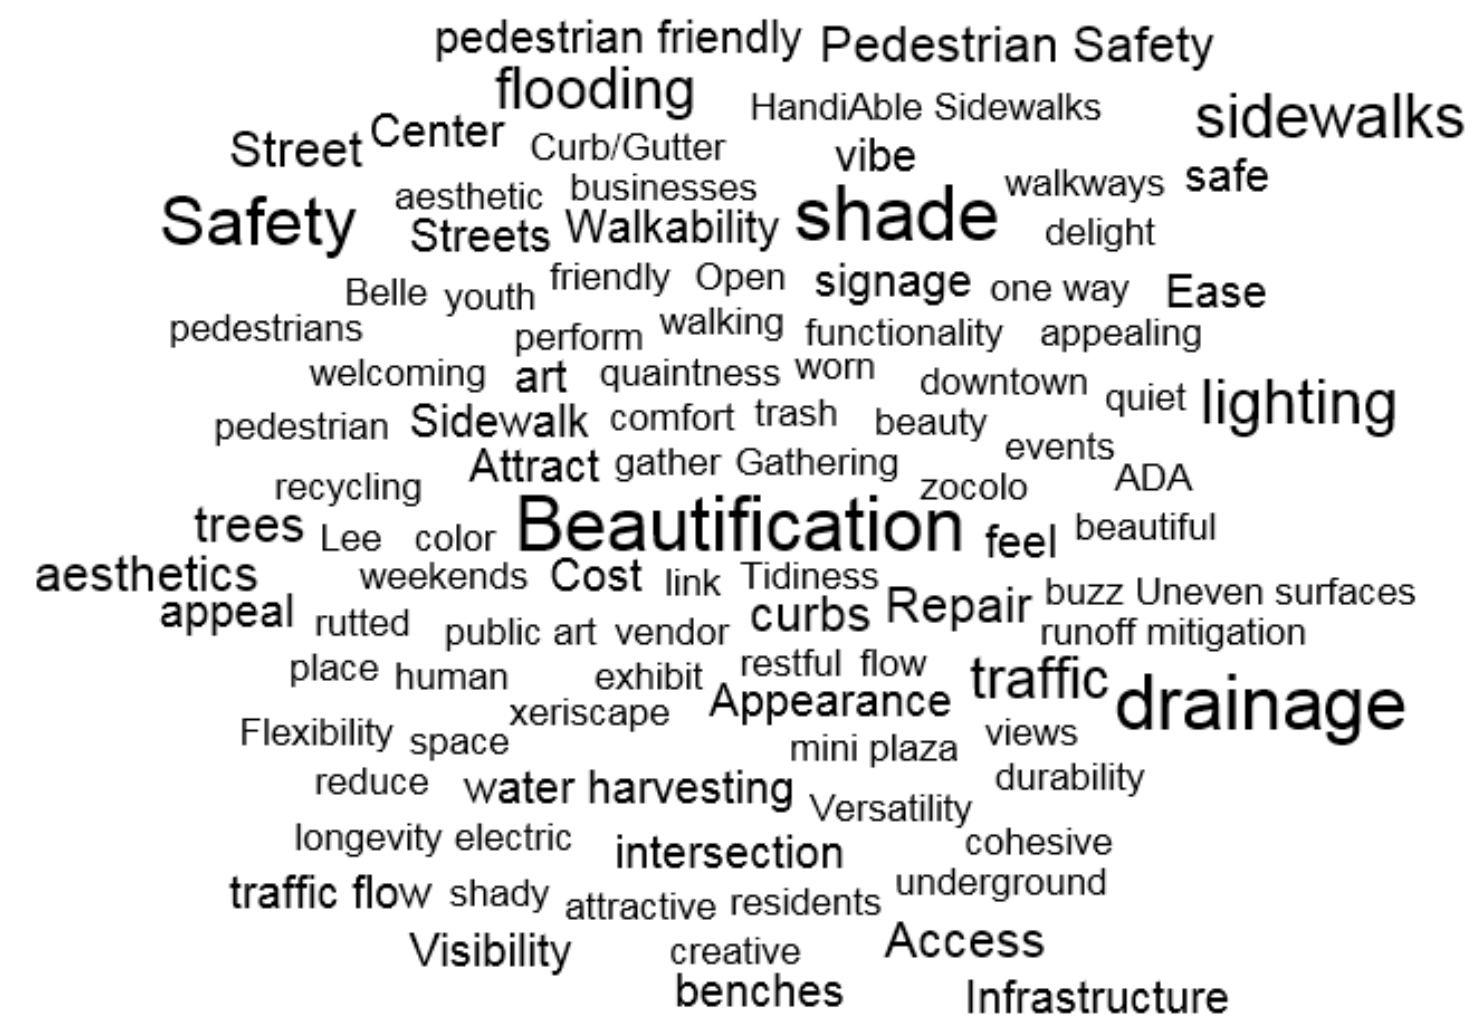 pedestrian friendly Pedestrian Safety
flooding HandiAble Sidewalks sidewalks
Street Center Curb/Gutter vibe
aesthetic businesses walkways safe
Safety Streets Walkability shade delight
Belle youth friendly Open signage one way Ease
pedestrians perform walking functionality appealing
welcoming art quaintness worn downtown quiet lighting
pedestrian Sidewalk comfort trash beauty events
recycling Attract gather Gathering zocolo ADA
trees Lee color Beautification feel beautiful
aesthetics weekends Cost link Tidiness buzz Uneven surfaces
appeal rutted public art vendor curbs Repair runoff mitigation
place human exhibit restful flow traffic drainage
xeriscape Appearance
Flexibility space mini plaza views
reduce water harvesting Versatility durability
longevity electric intersection cohesive
traffic flow shady attractive residents underground
Visibility creative Access
benches Infrastructure